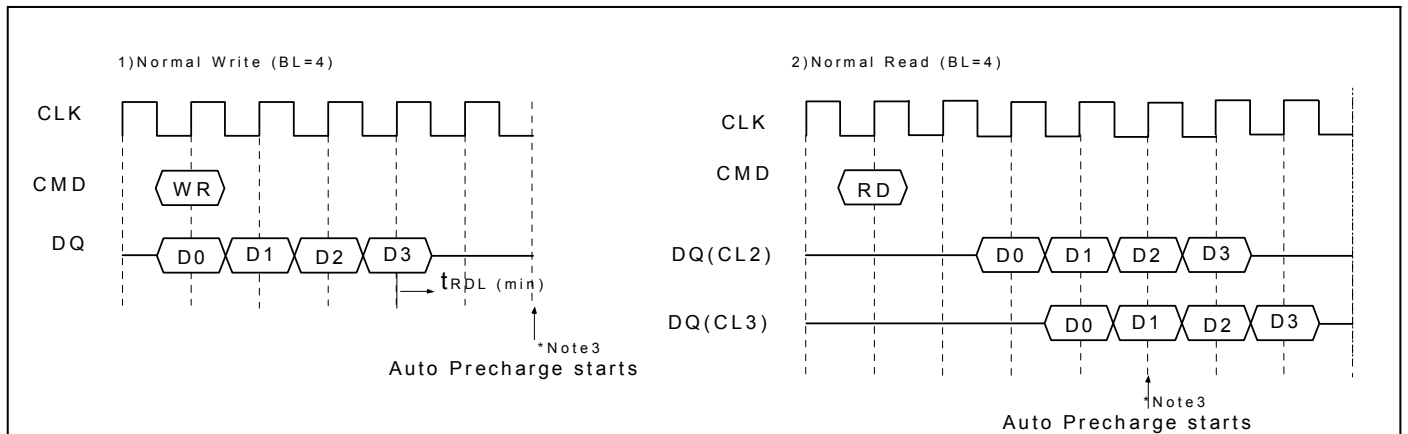 1)Normal Write (BL=4)
CLK
CMD
WR
DQ
D0 D1 D2 D3
tRDL (min)
*Note3
Auto Precharge starts
2)Normal Read (BL=4)
CLK
CMD
RD
DQ(CL2)
D0 D1 D2 D3
DQ(CL3)
D0 D1 D2 D3
*Note3
Auto Precharge starts